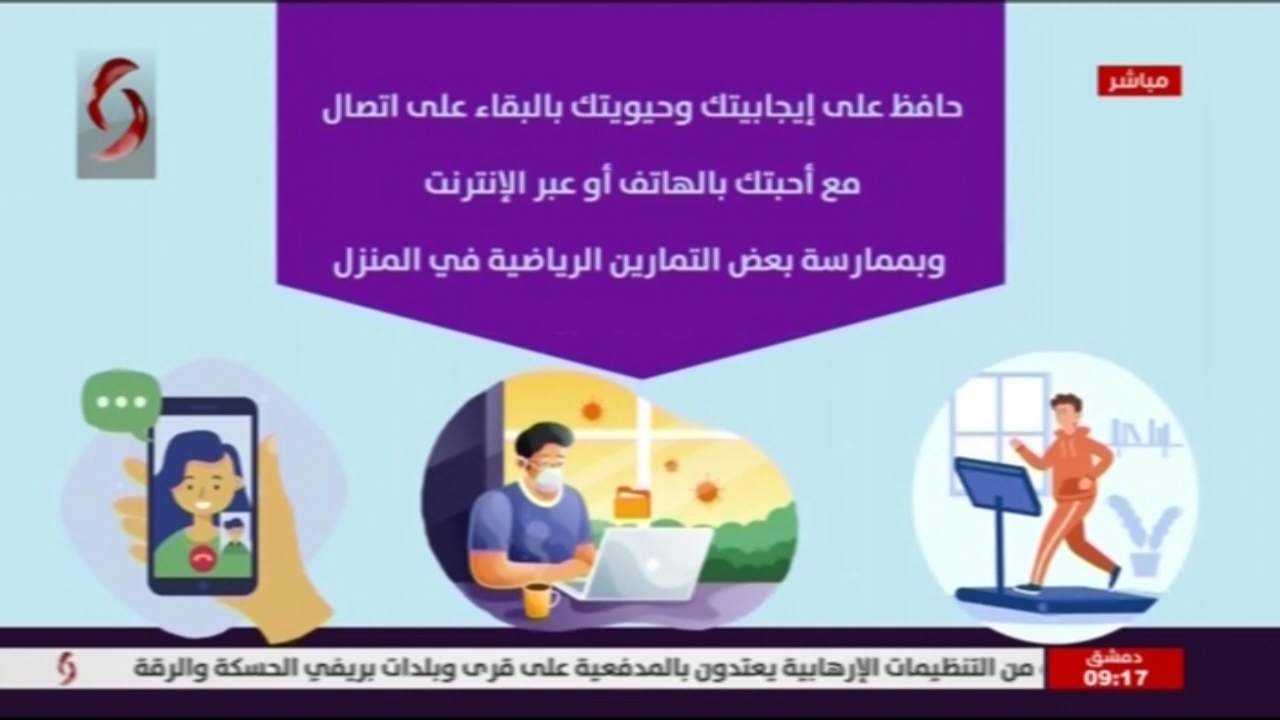 مباشر
حافظ على إيجابيتك وحيويتك بالبقاء على اتصال
مع أحبتك بالهاتف أو عبر الإنترنت
وبممارسة بعض التمارين الرياضية في المنزل
دمشق
09:17
من التنظيمات الإرهابية يعتدون بالمدفعية على قرى وبلدات بريفي الحسكة والرقة